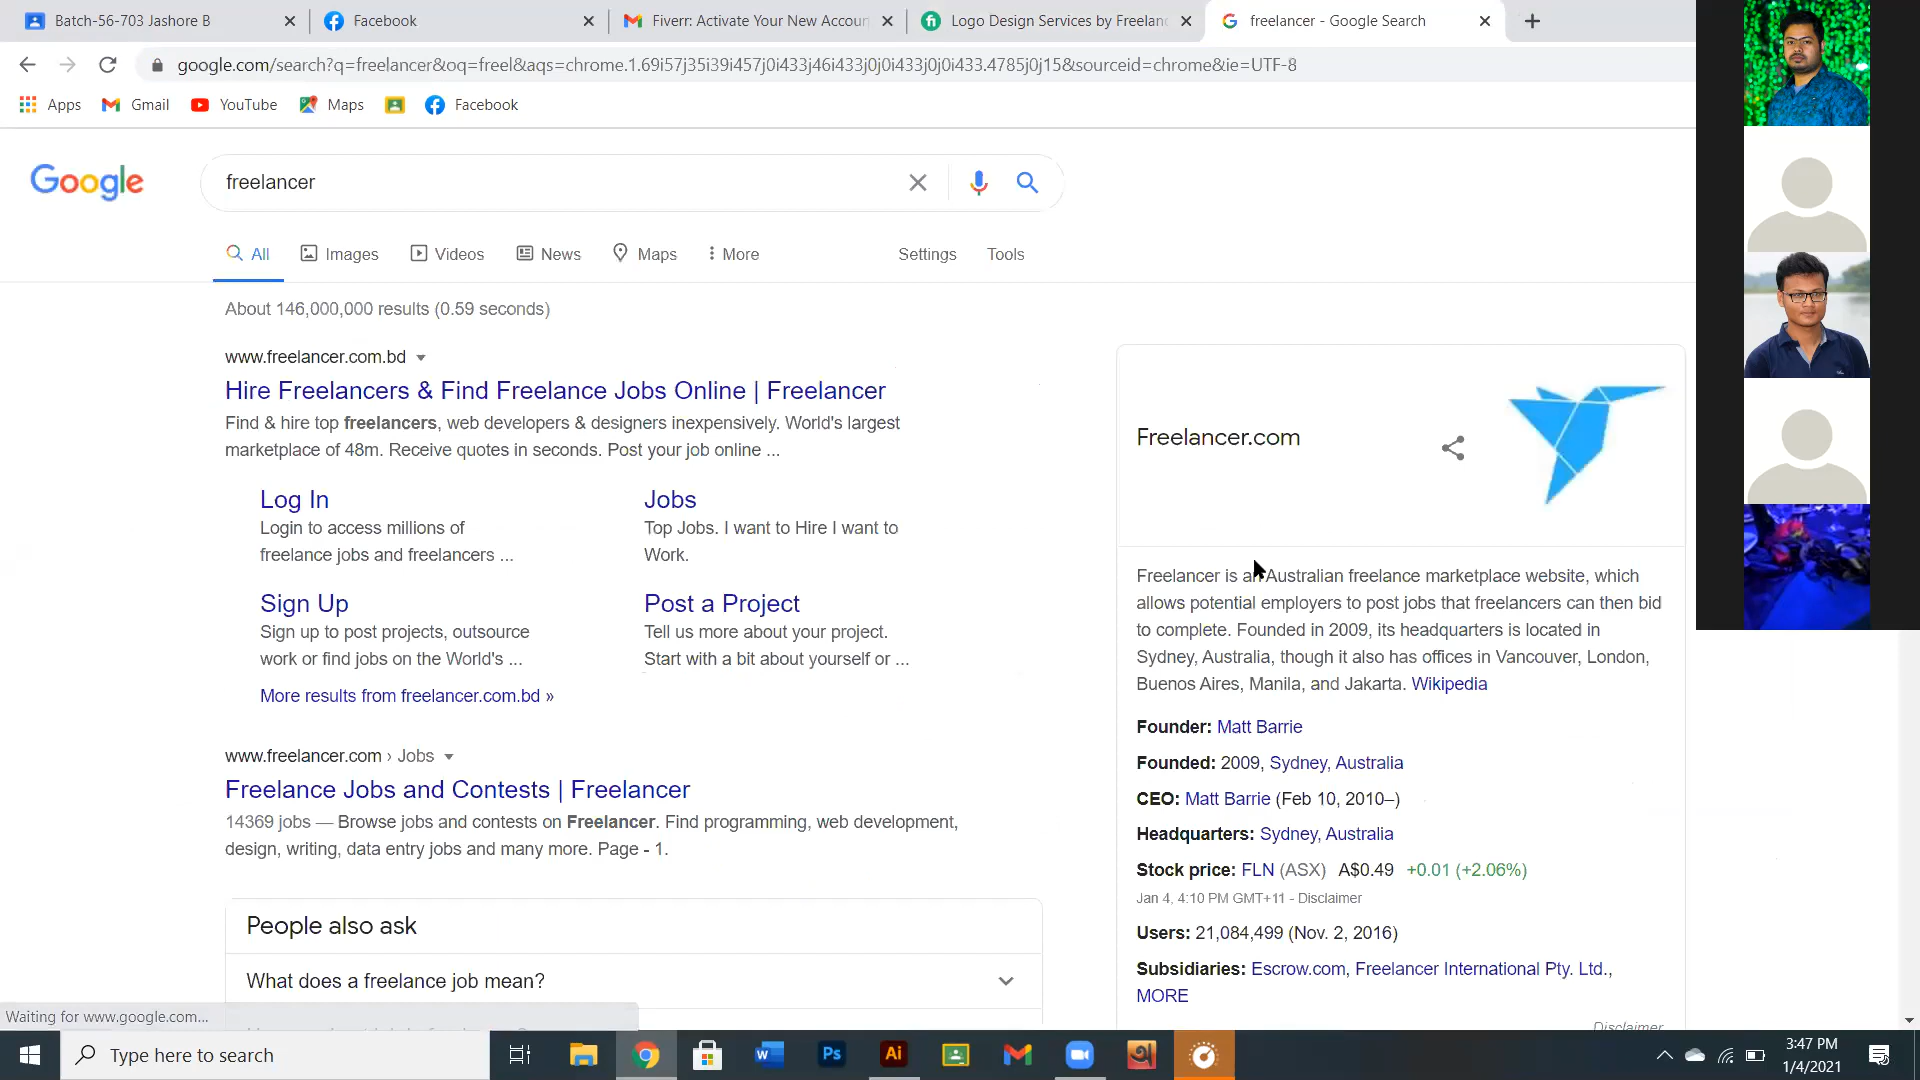 Batch-56-703 Jashore B
Facebook
Fiverr: Activate Your New Accour
Logo Design Services by Freelanc
freelancer - Google Search
google.com/search?q=freelancer&oq=freel&aqs=chrome.1.69i57j35i39i457j0i433j46i433j0j0i433j0j0i433.4785j0j15&sourceid=chrome&ie=UTF-8
Apps
Gmail
YouTube
Maps
Facebook
Google
freelancer
All
Images
Videos
News
Maps
More
Settings
Tools
About 146,000,000 results (0.59 seconds)
www.freelancer.com.bd
Hire Freelancers & Find Freelance Jobs Online | Freelancer
Find & hire top freelancers, web developers & designers inexpensively. World's largest
marketplace of 48m. Receive quotes in seconds. Post your job online ...
Log In
Login to access millions of
freelance jobs and freelancers ...
Jobs
Top Jobs. I want to Hire I want to
Work.
Sign Up
Sign up to post projects, outsource
work or find jobs on the World's ...
Post a Project
Tell us more about your project.
Start with a bit about yourself or ...
More results from freelancer.com.bd »
www.freelancer.com › Jobs
Freelance Jobs and Contests | Freelancer
14369 jobs — Browse jobs and contests on Freelancer. Find programming, web development,
design, writing, data entry jobs and many more. Page - 1.
People also ask
What does a freelance job mean?
Freelancer.com
Freelancer is an Australian freelance marketplace website, which
allows potential employers to post jobs that freelancers can then bid
to complete. Founded in 2009, its headquarters is located in
Sydney, Australia, though it also has offices in Vancouver, London,
Buenos Aires, Manila, and Jakarta. Wikipedia
Founder: Matt Barrie
Founded: 2009, Sydney, Australia
CEO: Matt Barrie (Feb 10, 2010–)
Headquarters: Sydney, Australia
Stock price: FLN (ASX) A$0.49 +0.01 (+2.06%)
Jan 4, 4:10 PM GMT+11 - Disclaimer
Users: 21,084,499 (Nov. 2, 2016)
Subsidiaries: Escrow.com, Freelancer International Pty. Ltd.,
MORE
Disclaimer
Waiting for www.google.com...
Type here to search
Ps
Ai
3:47 PM
1/4/2021